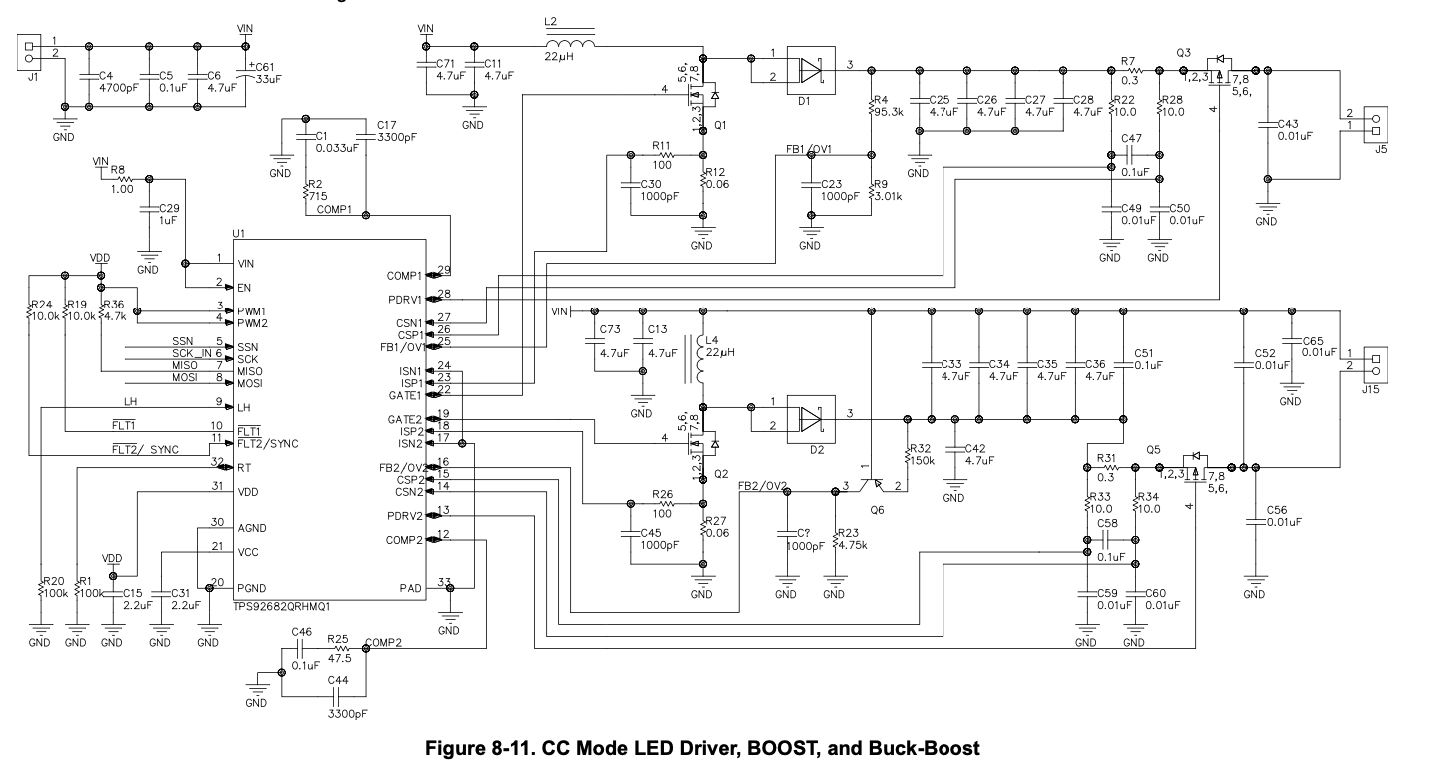 VIN
1
2
J1
C4
4700pF
C5
0.1uF
C6
4.7uF
+C61
33uF
GND
VIN
C71
4.7uF
C11
4.7uF
GND
L2
22µH
5,6,
7,8
4
1,2,3
Q1
1
2
3
D1
R4
95.3k
C25
4.7uF
C26
4.7uF
C27
4.7uF
C28
4.7uF
GND
R7
0.3
R22
10.0
R28
10.0
C47
0.1uF
C49
0.01uF
C50
0.01uF
GND
GND
Q3
1,2,3
7,8
5,6,
4
C43
0.01uF
GND
2
1
J5
C1
0.033uF
C17
3300pF
GND
R2
715
COMP1
R11
100
C30
1000pF
R12
0.06
GND
FB1/OV1
C23
1000pF
R9
3.01k
GND
VIN
R8
1.00
C29
1uF
GND
VDD
R24
10.0k
R19
10.0k
R36
4.7k
SSN
SCK_IN
MISO
MOSI
LH
FLT1
FLT2/ SYNC
U1
1 VIN
2 EN
3 PWM1
4 PWM2
5 SSN
6 SCK
7 MISO
8 MOSI
9 LH
10 FLT1
11 FLT2/SYNC
32 RT
31 VDD
30 AGND
21 VCC
20 PGND
COMP1 29
PDRV1 28
CSN1 27
CSP1 26
FB1/OV1 25
ISN1 24
ISP1 23
GATE1 22
GATE2 19
ISP2 18
ISN2 17
FB2/OV2 16
CSP2 15
CSN2 14
PDRV2 13
COMP2 12
PAD 33
TPS92682QRHMQ1
R20
100k
R1
100k
VDD
C15
2.2uF
C31
2.2uF
GND
GND
GND
GND
GND
GND
C46
0.1uF
R25
47.5
COMP2
C44
3300pF
GND
VIN
C73
4.7uF
C13
4.7uF
GND
L4
22µH
5,6,
7,8
4
1,2,3
Q2
1
2
3
D2
R26
100
C45
1000pF
R27
0.06
GND
FB2/OV2
C?
1000pF
R23
4.75k
GND
GND
1
3
2
Q6
R32
150k
C42
4.7uF
GND
C33
4.7uF
C34
4.7uF
C35
4.7uF
C36
4.7uF
C51
0.1uF
C52
0.01uF
C65
0.01uF
GND
1
2
J15
R31
0.3
R33
10.0
R34
10.0
C58
0.1uF
C59
0.01uF
C60
0.01uF
GND
GND
Q5
1,2,3
7,8
5,6,
4
C56
0.01uF
GND
Figure 8-11. CC Mode LED Driver, BOOST, and Buck-Boost